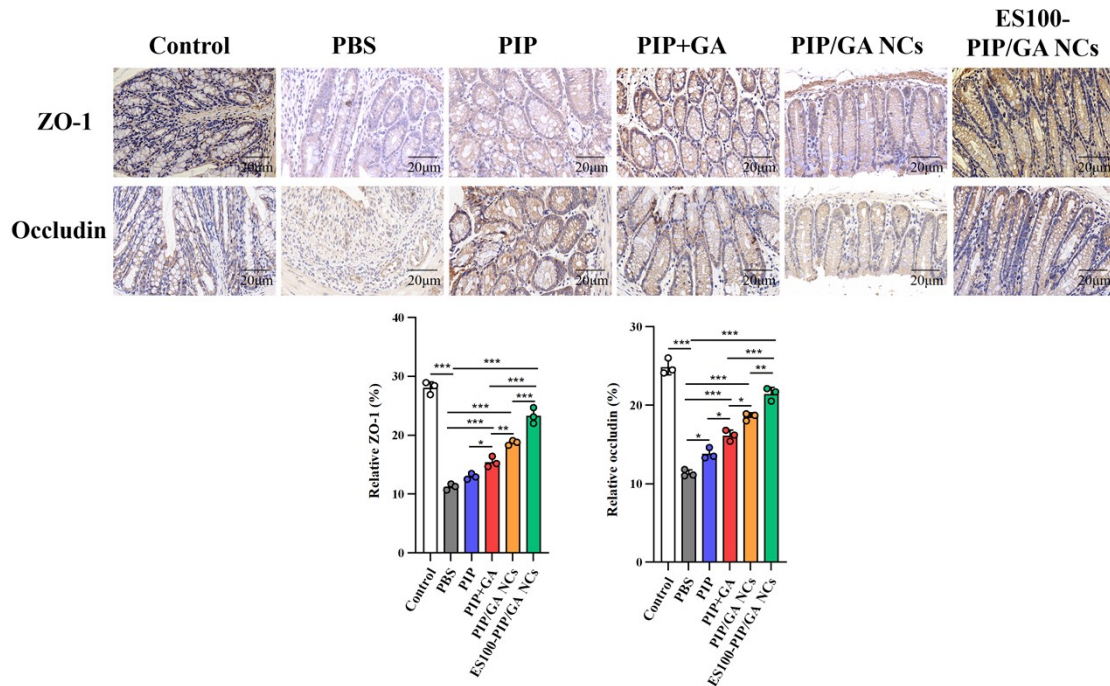 Control PBS PIP PIP+GA PIP/GA NCs ES100-
PIP/GA NCs
ZO-1
20μm 20μm 20μm 20μm 20μm 20μm
Occludin
20μm 20μm 20μm 20μm 20μm 20μm
Relative ZO-1 (%)
40
30
20
10
0
***
***
***
***
***
***
**
*
Control
PBS
PIP
PIP+GA
PIP/GA NCs
ES100-PIP/GA NCs
Relative occludin (%)
30
20
10
0
***
***
***
**
***
***
*
*
*
Control
PBS
PIP
PIP+GA
PIP/GA NCs
ES100-PIP/GA NCs